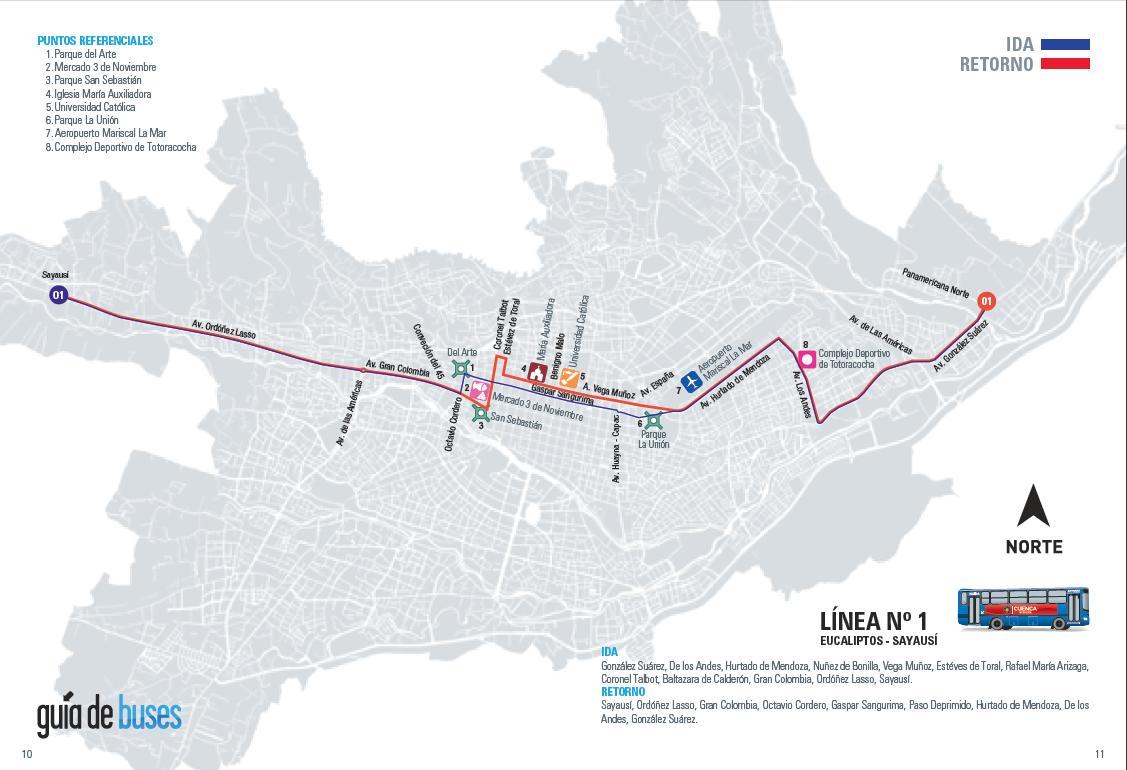 PUNTOS REFERENCIALES
1. Parque del Arte
2. Mercado 3 de Noviembre
3. Parque San Sebastián
4. Iglesia María Auxiliadora
5. Universidad Católica
6. Parque La Unión
7. Aeropuerto Mariscal La Mar
8. Complejo Deportivo de Totoracocha
IDA
RETORNO
Sayausí
01
Av. Ordóñez Lasso
Av. de las Américas
Av. Gran Colombia
Conveción del 45
Del Arte
1
2
Mercado 3 de Noviembre
Octavio Cordero
3
San Sebastián
Coronel Talbot
Estévez de Toral
4
María Auxiliadora
Benigno Malo
5
Universidad Católica
Gaspar Sangurima
A. Vega Muñoz
Av. Huayna - Capac
6
Parque
La Unión
Av. España
7
Aeropuerto
Mariscal La Mar
Av. Hurtado de Mendoza
8
Complejo Deportivo
de Totoracocha
Av. Los Andes
Av. de Las Américas
Av. González Suárez
Panamericana Norte
01
NORTE
LÍNEA Nº 1
EUCALIPTOS - SAYAUSÍ
CUENCA
IDA
González Suárez, De los Andes, Hurtado de Mendoza, Nuñez de Bonilla, Vega Muñoz, Estéves de Toral, Rafael María Arizaga,
Coronel Talbot, Baltazara de Calderón, Gran Colombia, Ordóñez Lasso, Sayausí.
RETORNO
Sayausí, Ordóñez Lasso, Gran Colombia, Octavio Cordero, Gaspar Sangurima, Paso Deprimido, Hurtado de Mendoza, De los
Andes, González Suárez.
guía de buses
10
11